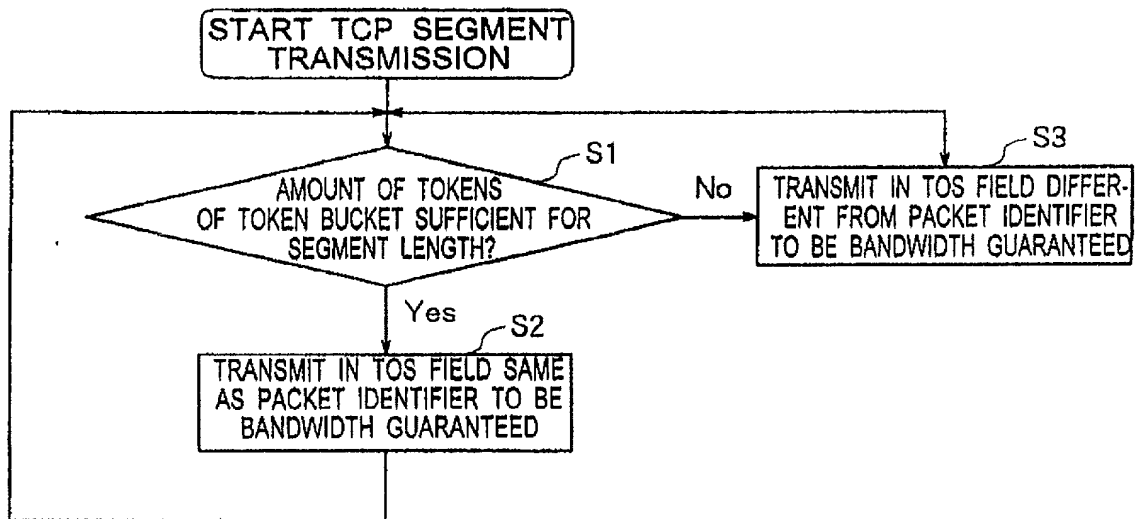 START TCP SEGMENT
TRANSMISSION
S1
AMOUNT OF TOKENS
OF TOKEN BUCKET SUFFICIENT FOR
SEGMENT LENGTH?
No
S3
TRANSMIT IN TOS FIELD DIFFER-
ENT FROM PACKET IDENTIFIER
TO BE BANDWIDTH GUARANTEED
Yes
S2
TRANSMIT IN TOS FIELD SAME
AS PACKET IDENTIFIER TO BE
BANDWIDTH GUARANTEED